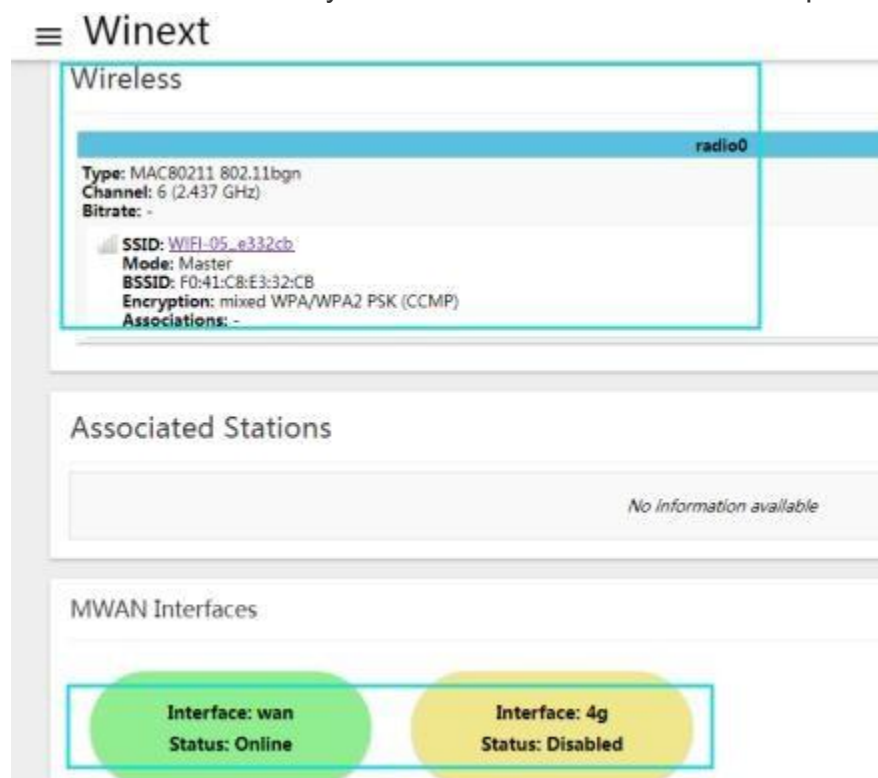 Winext
Wireless
radio0
Type: MAC80211 802.11bgn
Channel: 6 (2.437 GHz)
Bitrate: -
SSID: WIFI-05_e332cb
Mode: Master
BSSID: F0:41:C8:E3:32:CB
Encryption: mixed WPA/WPA2 PSK (CCMP)
Associations: -
Associated Stations
No information available
MWAN Interfaces
Interface: wan Interface: 4g
Status: Online Status: Disabled